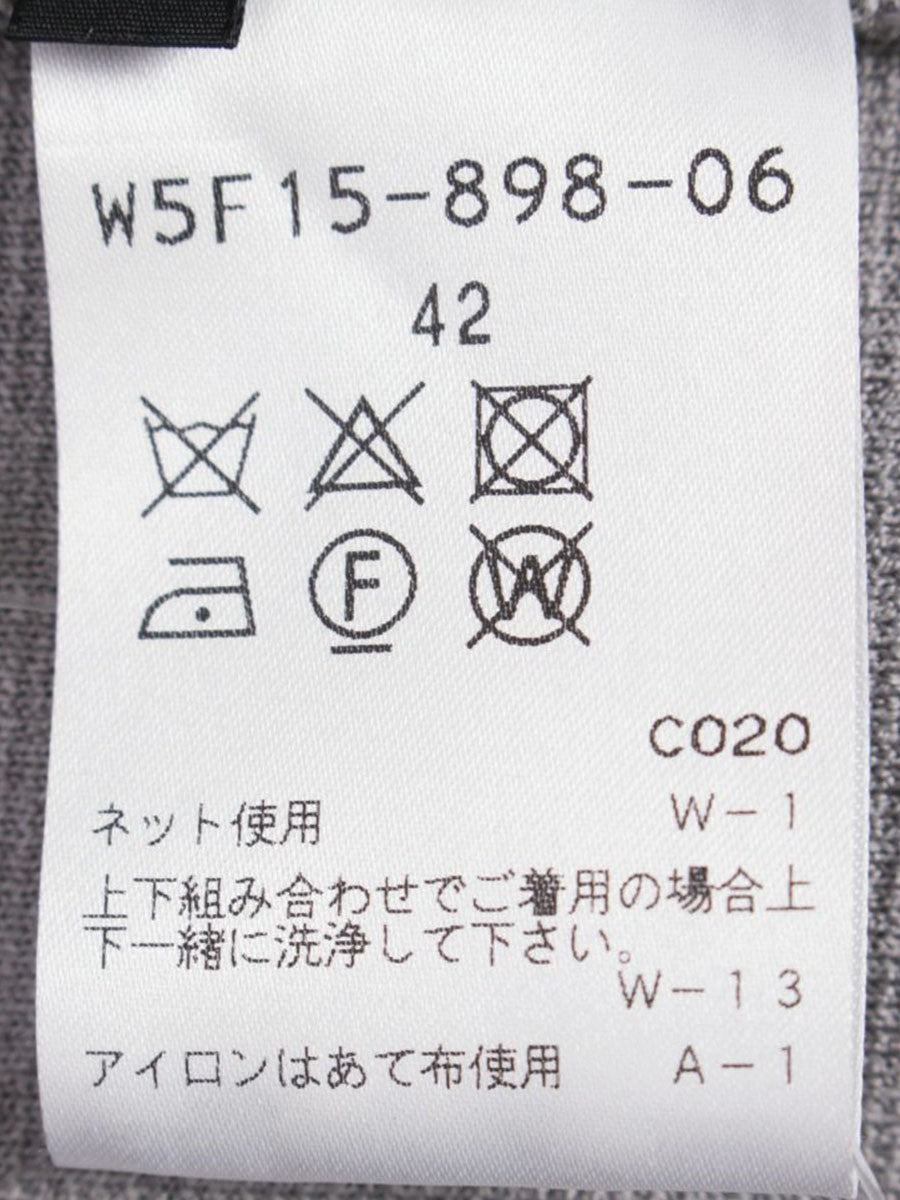 W5F15-898-06
42
F
W
C020
ネット使用 W-1
上下組み合わせでご着用の場合上
下一緒に洗浄して下さい。
W-13
アイロンはあて布使用 A-1